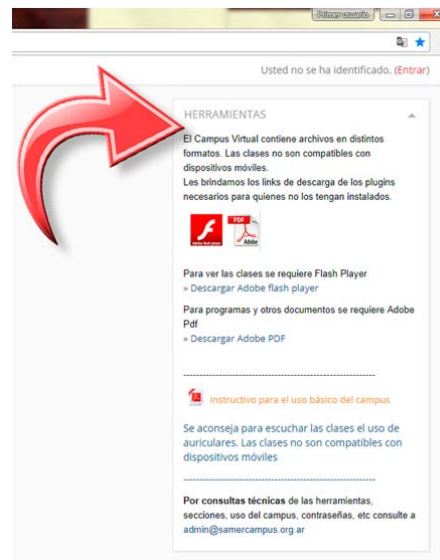 Primer usuario
Usted no se ha identificado. (Entrar)
HERRAMIENTAS
El Campus Virtual contiene archivos en distintos
formatos. Las clases no son compatibles con
dispositivos móviles.
Les brindamos los links de descarga de los plugins
necesarios para quienes no los tengan instalados.
PDF
Adobe
Para ver las clases se requiere Flash Player
» Descargar Adobe flash player
Para programas y otros documentos se requiere Adobe
Pdf
» Descargar Adobe PDF
------------------------------------------------------------
Instructivo para el uso básico del campus
Se aconseja para escuchar las clases el uso de
auriculares. Las clases no son compatibles con
dispositivos móviles
------------------------------------------------------------
Por consultas técnicas de las herramientas,
secciones, uso del campus, contraseñas, etc consulte a
admin@samercampus.org.ar